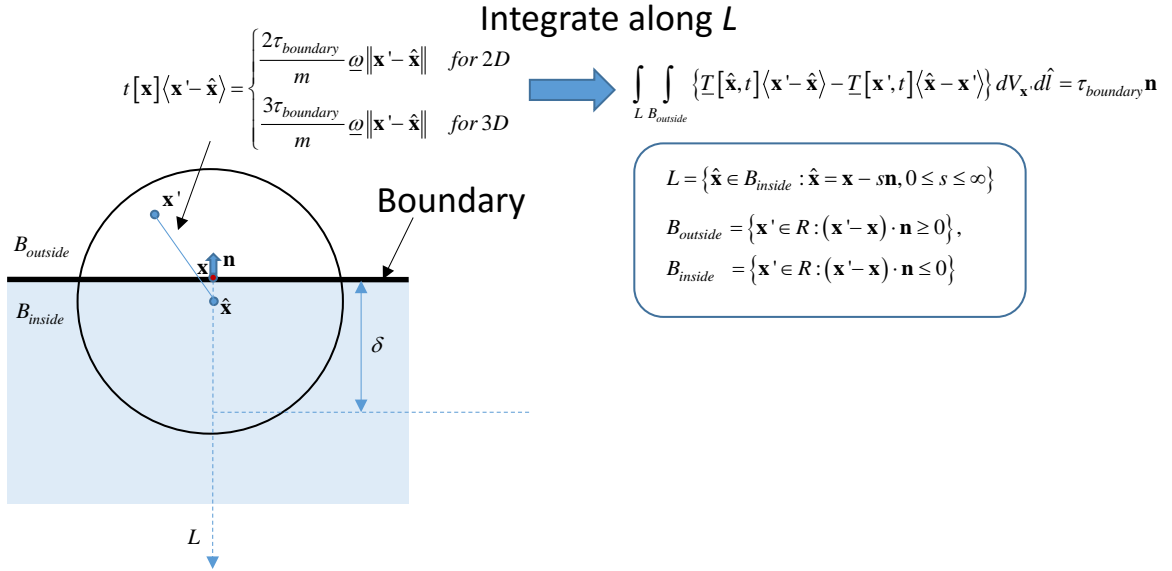 Integrate along L
t[x]⟨x'- x̂⟩ = { 2τ_boundary / m ω‖x'- x̂‖ for 2D
3τ_boundary / m ω‖x'- x̂‖ for 3D
∫_L ∫_{B_outside} {T[x̂,t]⟨x'- x̂⟩ − T[x',t]⟨x̂ − x'⟩} dV_x' dl̂ = τ_boundary n
L = {x̂ ∈ B_inside : x̂ = x − sn, 0 ≤ s ≤ ∞}
B_outside = {x' ∈ R : (x'− x) · n ≥ 0},
B_inside = {x' ∈ R : (x'− x) · n ≤ 0}
x'
Boundary
B_outside
x n
B_inside
x̂
δ
L